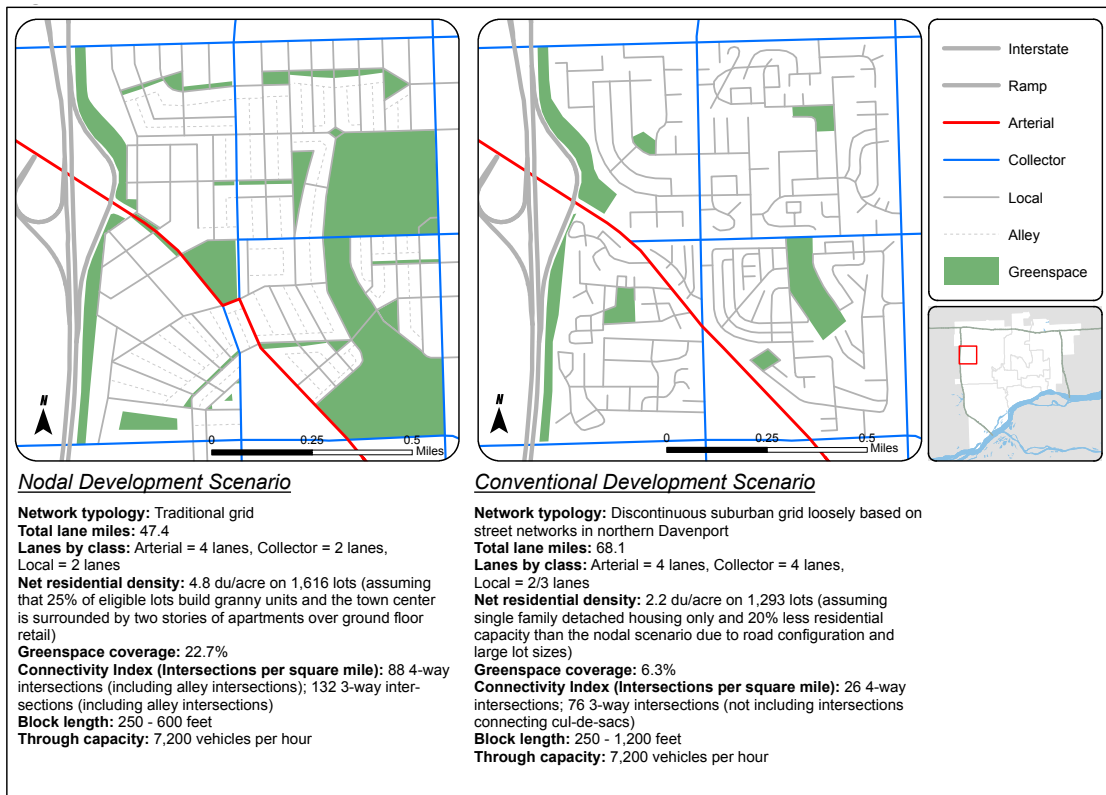 N
0
0.25
0.5
Miles
N
0
0.25
0.5
Miles
Interstate
Ramp
Arterial
Collector
Local
Alley
Greenspace
Nodal Development Scenario
Network typology: Traditional grid
Total lane miles: 47.4
Lanes by class: Arterial = 4 lanes, Collector = 2 lanes,
Local = 2 lanes
Net residential density: 4.8 du/acre on 1,616 lots (assuming
that 25% of eligible lots build granny units and the town center
is surrounded by two stories of apartments over ground floor
retail)
Greenspace coverage: 22.7%
Connectivity Index (Intersections per square mile): 88 4-way
intersections (including alley intersections); 132 3-way inter-
sections (including alley intersections)
Block length: 250 - 600 feet
Through capacity: 7,200 vehicles per hour
Conventional Development Scenario
Network typology: Discontinuous suburban grid loosely based on
street networks in northern Davenport
Total lane miles: 68.1
Lanes by class: Arterial = 4 lanes, Collector = 4 lanes,
Local = 2/3 lanes
Net residential density: 2.2 du/acre on 1,293 lots (assuming
single family detached housing only and 20% less residential
capacity than the nodal scenario due to road configuration and
large lot sizes)
Greenspace coverage: 6.3%
Connectivity Index (Intersections per square mile): 26 4-way
intersections; 76 3-way intersections (not including intersections
connecting cul-de-sacs)
Block length: 250 - 1,200 feet
Through capacity: 7,200 vehicles per hour